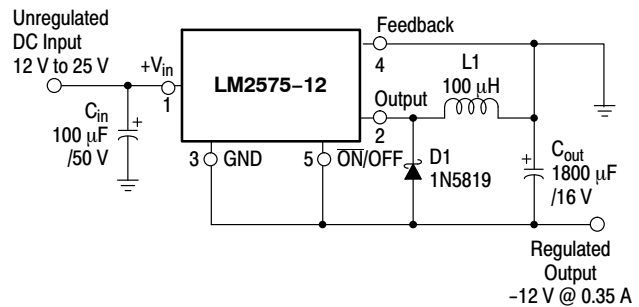 Unregulated
DC Input
12 V to 25 V
+Vin
1
Cin
100 μF
/50 V
+
LM2575–12
Feedback
4
Output
2
L1
100 μH
3
GND
5
ON/OFF
D1
1N5819
+
Cout
1800 μF
/16 V
Regulated
Output
–12 V @ 0.35 A